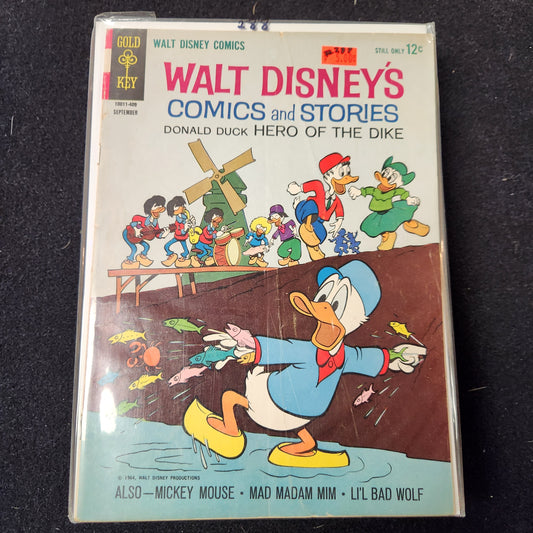 288
GOLD
KEY
WALT DISNEY COMICS
STILL ONLY 12¢
10011-409
SEPTEMBER
WALT DISNEY'S
COMICS and STORIES
DONALD DUCK HERO OF THE DIKE
© 1964, WALT DISNEY PRODUCTIONS
ALSO—MICKEY MOUSE • MAD MADAM MIM • LI'L BAD WOLF